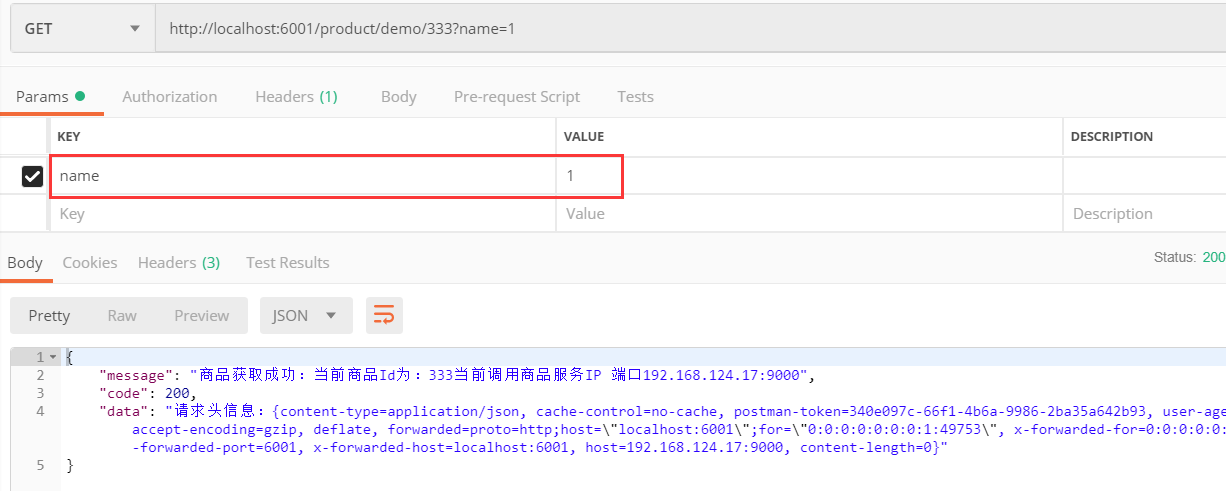 GET
http://localhost:6001/product/demo/333?name=1
Params Authorization Headers (1) Body Pre-request Script Tests
KEY VALUE DESCRIPTION
name 1
Key Value Description
Body Cookies Headers (3) Test Results Status: 200
Pretty Raw Preview JSON
1 {
2 "message": "商品获取成功：当前商品Id为：333当前调用商品服务IP 端口192.168.124.17:9000",
3 "code": 200,
4 "data": "请求头信息：{content-type=application/json, cache-control=no-cache, postman-token=340e097c-66f1-4b6a-9986-2ba35a642b93, user-age
accept-encoding=gzip, deflate, forwarded=proto=http;host=\"localhost:6001\";for=\"0:0:0:0:0:0:0:1:49753\", x-forwarded-for=0:0:0:0:0:
-forwarded-port=6001, x-forwarded-host=localhost:6001, host=192.168.124.17:9000, content-length=0}"
5 }